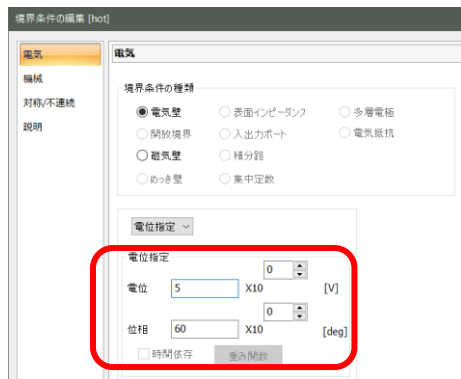 境界条件の編集 [hot]
電気
機械
対称/不連続
説明
電気
境界条件の種類
電気壁 表面インピーダンス 多層電極
開放境界 入出力ポート 電気抵抗
磁気壁 積分路
めっき壁 集中定数
電位指定
電位指定
0
電位 5 X10 [V]
0
位相 60 X10 [deg]
時間依存 重み関数